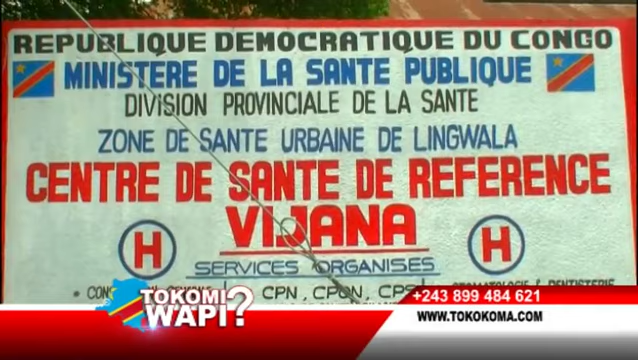 REPUBLIQUE DEMOCRATIQUE DU CONGO
MINISTERE DE LA SANTE PUBLIQUE
DIVISION PROVINCIALE DE LA SANTE
ZONE DE SANTE URBAINE DE LINGWALA
CENTRE DE SANTE DE REFERENCE
VIJANA
H
H
SERVICES ORGANISES
CPN , CPON , CPS
TOKOMI
WAPI?
+243 899 484 621
WWW.TOKOKOMA.COM